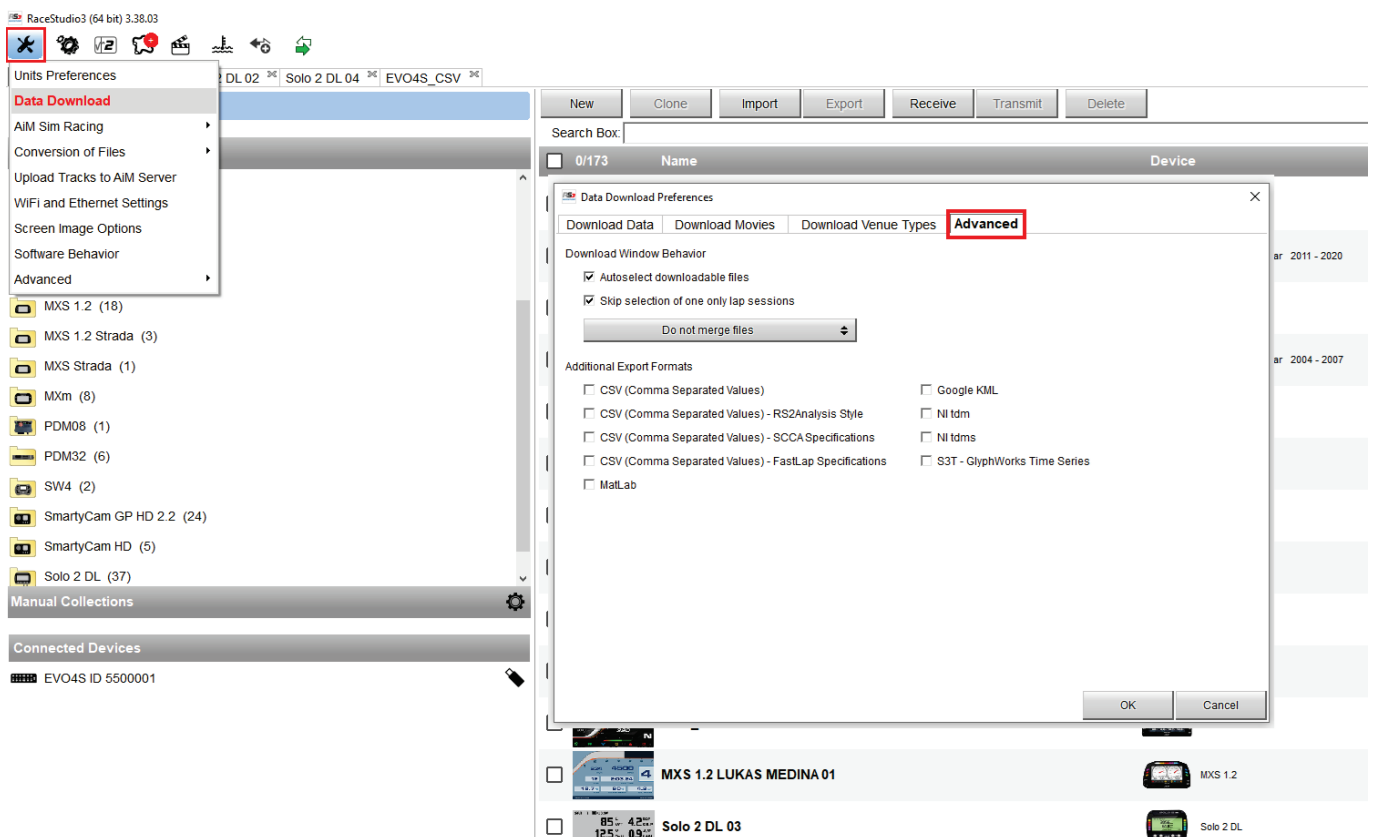 RaceStudio3 (64 bit) 3.38.03
DL 02 Solo 2 DL 04 EVO4S_CSV
Units Preferences
Data Download
AiM Sim Racing
Conversion of Files
Upload Tracks to AiM Server
WiFi and Ethernet Settings
Screen Image Options
Software Behavior
Advanced
MXS 1.2 (18)
MXS 1.2 Strada (3)
MXS Strada (1)
MXm (8)
PDM08 (1)
PDM32 (6)
SW4 (2)
SmartyCam GP HD 2.2 (24)
SmartyCam HD (5)
Solo 2 DL (37)
Manual Collections
Connected Devices
EVO4S ID 5500001
New Clone Import Export Receive Transmit Delete
Search Box:
0/173 Name Device
Data Download Preferences
Download Data Download Movies Download Venue Types Advanced
Download Window Behavior
Autoselect downloadable files
Skip selection of one only lap sessions
Do not merge files
Additional Export Formats
CSV (Comma Separated Values) Google KML
CSV (Comma Separated Values) - RS2Analysis Style NI tdm
CSV (Comma Separated Values) - SCCA Specifications NI tdms
CSV (Comma Separated Values) - FastLap Specifications S3T - GlyphWorks Time Series
MatLab
OK Cancel
ar 2011 - 2020
ar 2004 - 2007
MXS 1.2 LUKAS MEDINA 01 MXS 1.2
Solo 2 DL 03 Solo 2 DL